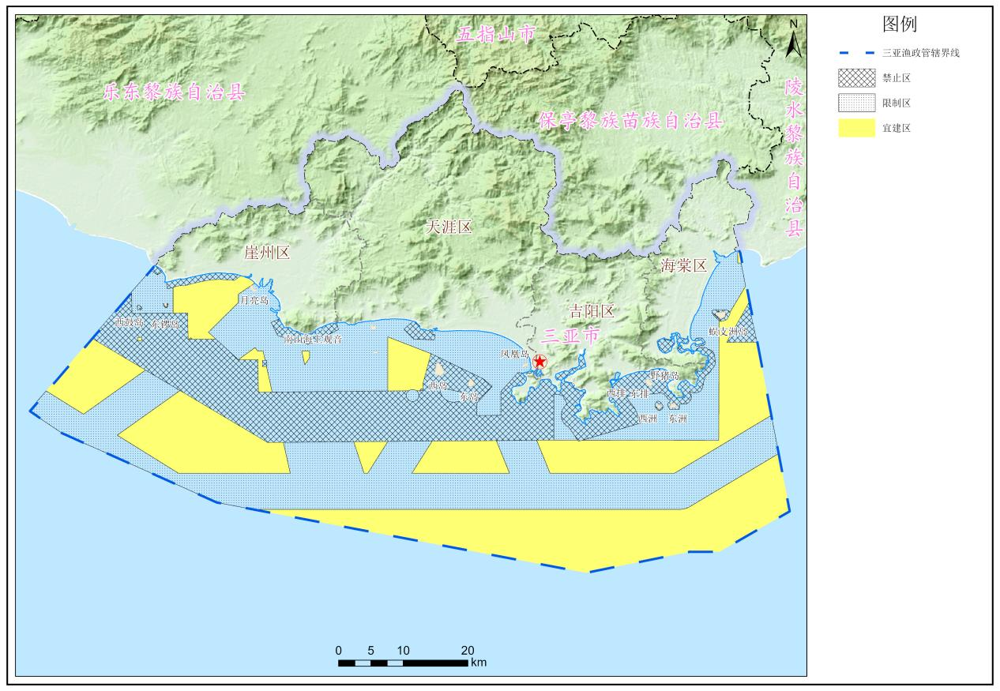 图例
三亚渔政管辖界线
禁止区
限制区
宜建区
N
五指山市
乐东黎族自治县
保亭黎族苗族自治县
陵水黎族自治县
天涯区
崖州区
海棠区
吉阳区
三亚市
月亮岛
西鼓岛
东锣岛
南山海上观音
凤凰岛
蜈支洲岛
西岛
东岛
野猪岛
西排
东排
西洲
东洲
0 5 10 20
km